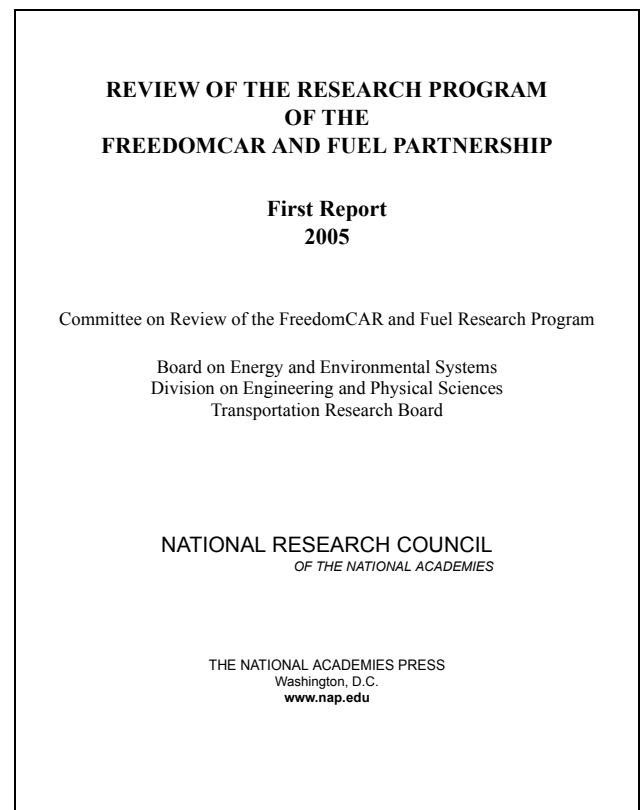 REVIEW OF THE RESEARCH PROGRAM
OF THE
FREEDOMCAR AND FUEL PARTNERSHIP
First Report
2005
Committee on Review of the FreedomCAR and Fuel Research Program
Board on Energy and Environmental Systems
Division on Engineering and Physical Sciences
Transportation Research Board
NATIONAL RESEARCH COUNCIL
OF THE NATIONAL ACADEMIES
THE NATIONAL ACADEMIES PRESS
Washington, D.C.
www.nap.edu